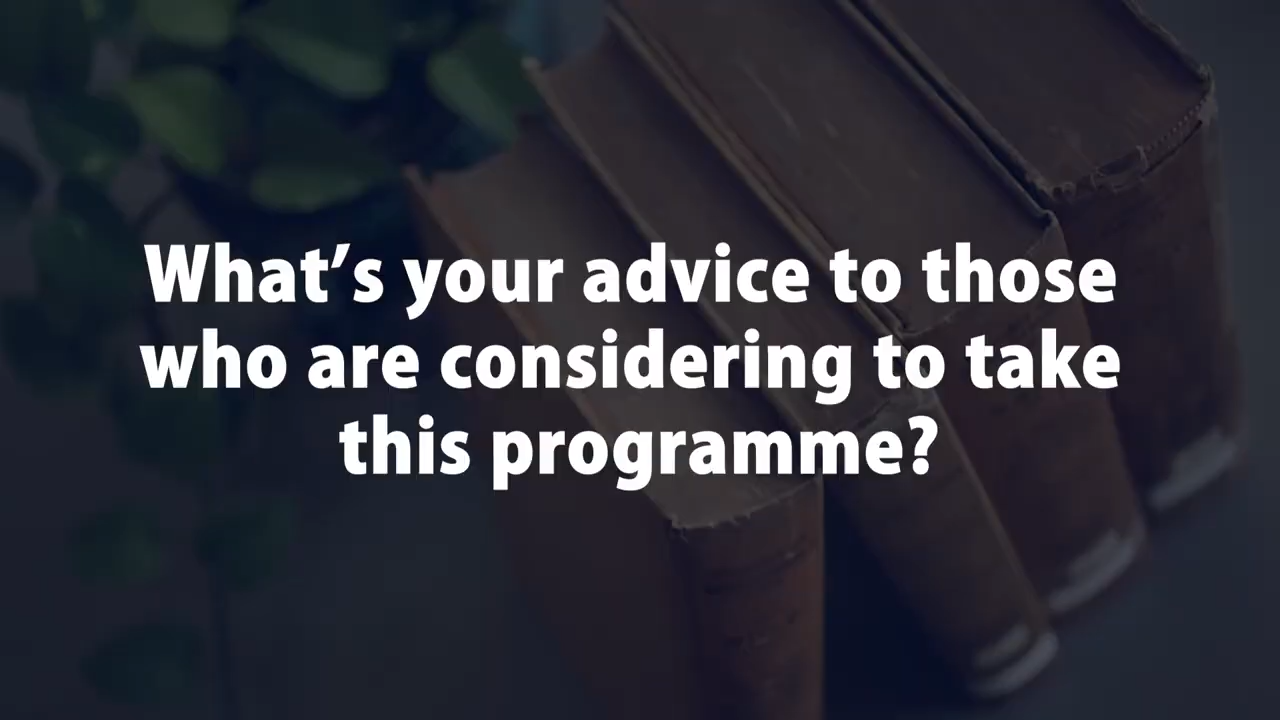 What’s your advice to those
who are considering to take
this programme?